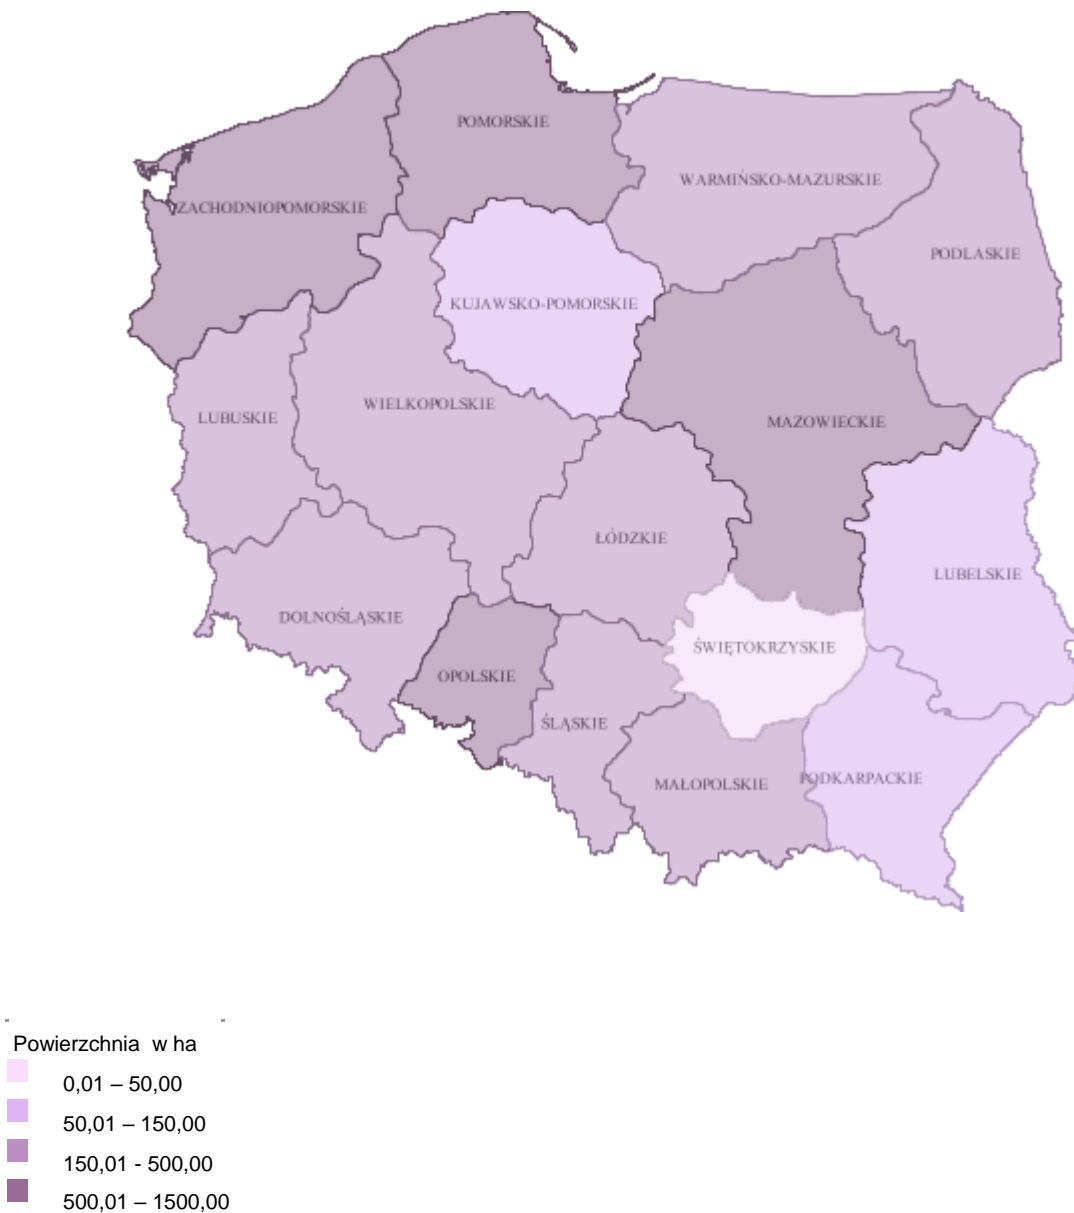 POMORSKIE
WARMIŃSKO-MAZURSKIE
ZACHODNIOPOMORSKIE
PODLASKIE
KUJAWSKO-POMORSKIE
WIELKOPOLSKIE
LUBUSKIE
MAZOWIECKIE
ŁÓDZKIE
LUBELSKIE
DOLNOŚLĄSKIE
ŚWIĘTOKRZYSKIE
OPOLSKIE
ŚLĄSKIE
PODKARPACKIE
MAŁOPOLSKIE
Powierzchnia w ha
0,01 – 50,00
50,01 – 150,00
150,01 - 500,00
500,01 – 1500,00